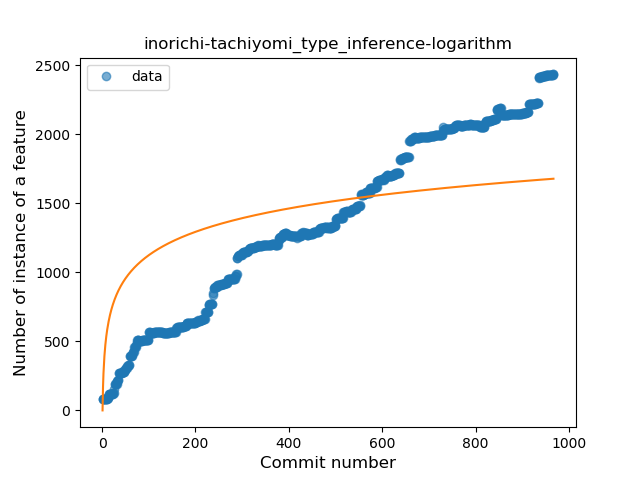 inorichi-tachiyomi_type_inference-logarithm
data
Number of instance of a feature
2500
2000
1500
1000
500
0
0 200 400 600 800 1000
Commit number